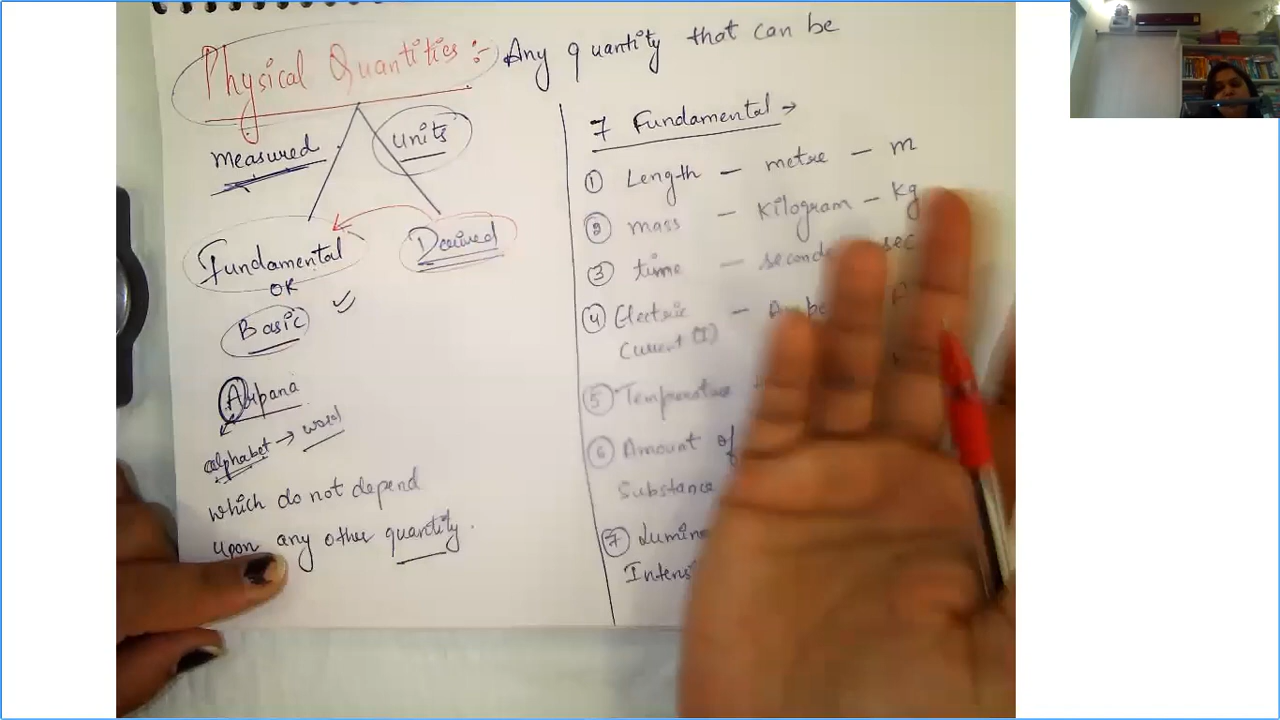 Physical Quantities :- Any quantity that can be
measured
units
Fundamental
OR
Basic
Derived
Arpana
alphabet → word
which do not depend
upon any other quantity.
7 Fundamental →
① Length — metre — m
② mass — kilogram — kg
③ time — seconds sec
④ Electric —
Current (I)
⑤ Temperature
⑥ Amount of
Substance
⑦